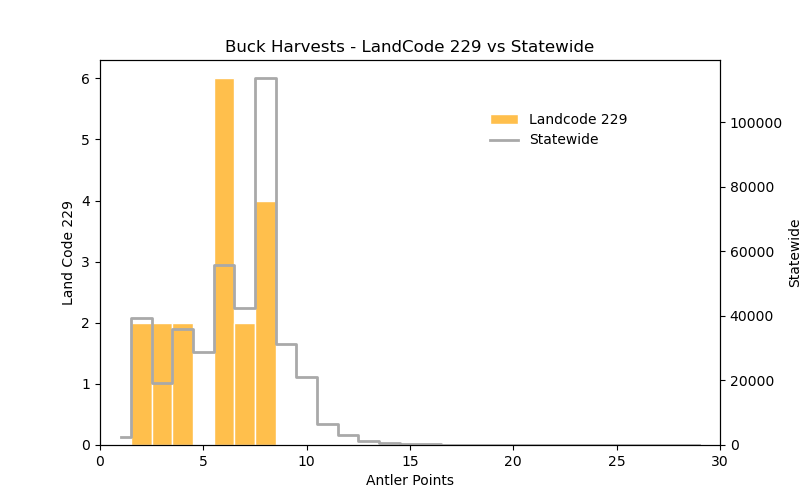 Buck Harvests - LandCode 229 vs Statewide
Landcode 229
Statewide
Land Code 229
6
5
4
3
2
1
0
100000
80000
60000
40000
20000
0
Statewide
0 5 10 15 20 25 30
Antler Points